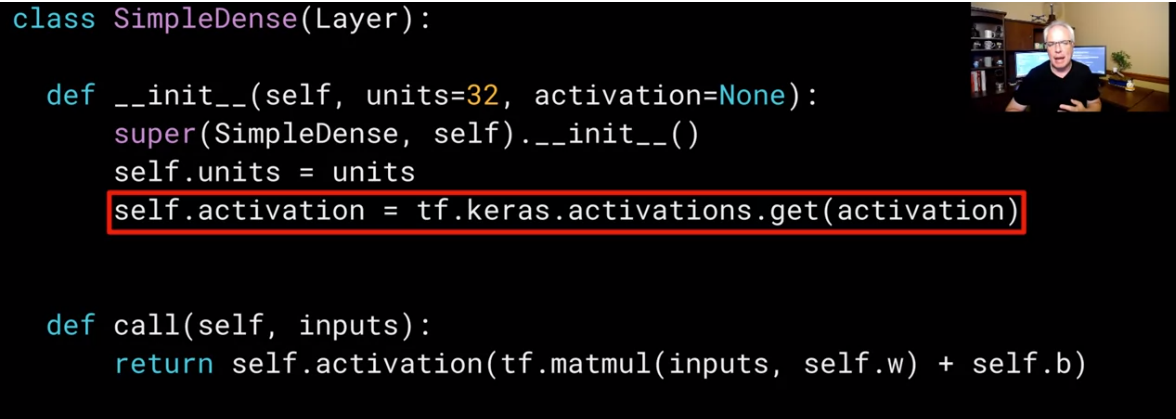 class SimpleDense(Layer):
def __init__(self, units=32, activation=None):
super(SimpleDense, self).__init__()
self.units = units
self.activation = tf.keras.activations.get(activation)
def call(self, inputs):
return self.activation(tf.matmul(inputs, self.w) + self.b)